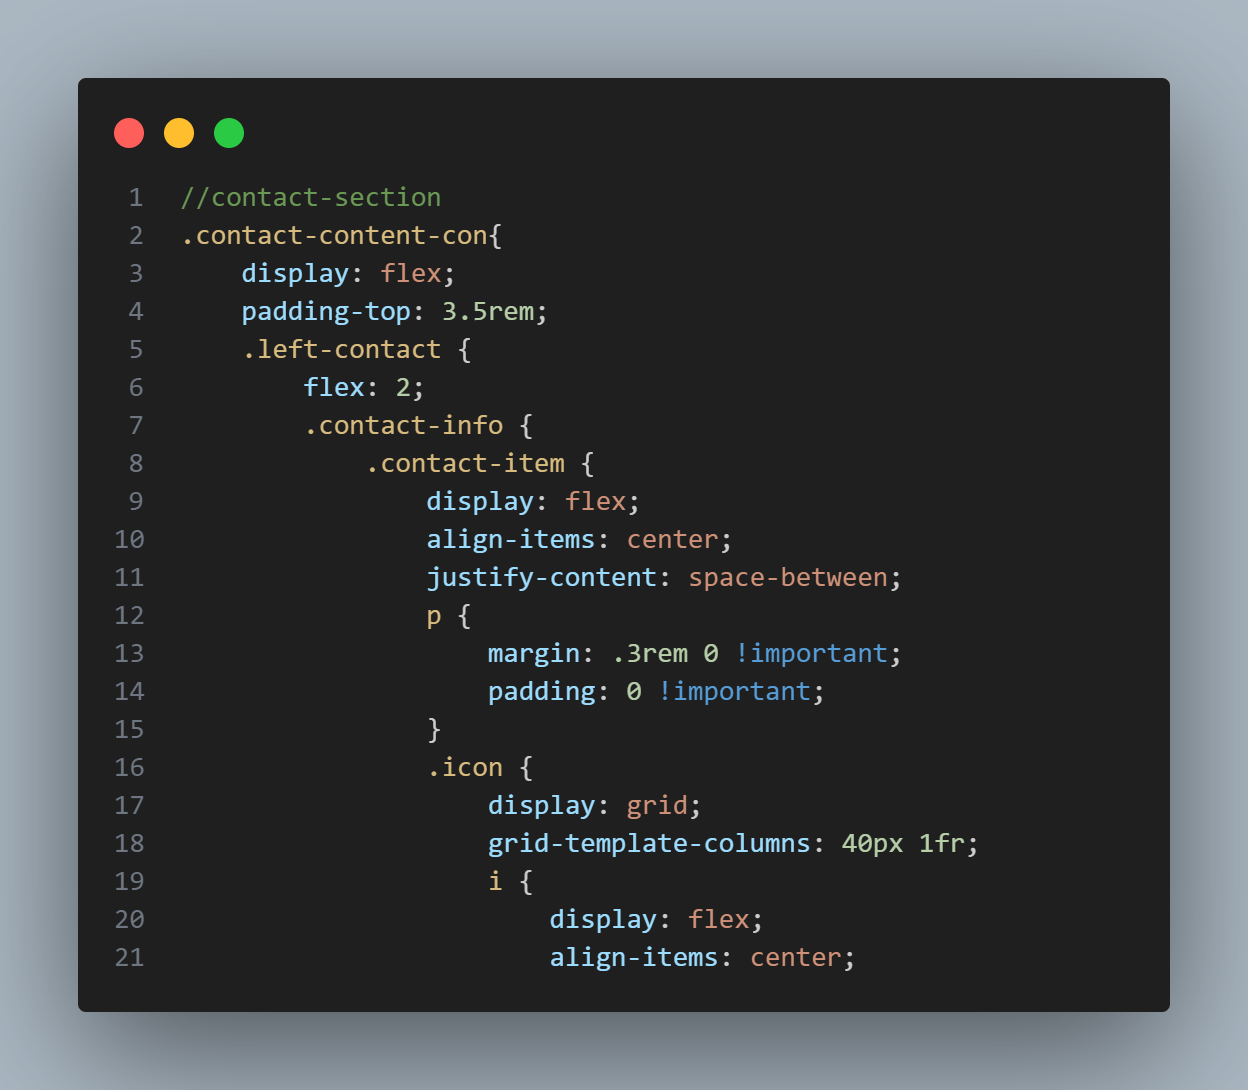 1 //contact-section
2 .contact-content-con{
3     display: flex;
4     padding-top: 3.5rem;
5     .left-contact {
6         flex: 2;
7         .contact-info {
8             .contact-item {
9                 display: flex;
10                 align-items: center;
11                 justify-content: space-between;
12                 p {
13                     margin: .3rem 0 !important;
14                     padding: 0 !important;
15                 }
16                 .icon {
17                     display: grid;
18                     grid-template-columns: 40px 1fr;
19                     i {
20                         display: flex;
21                         align-items: center;